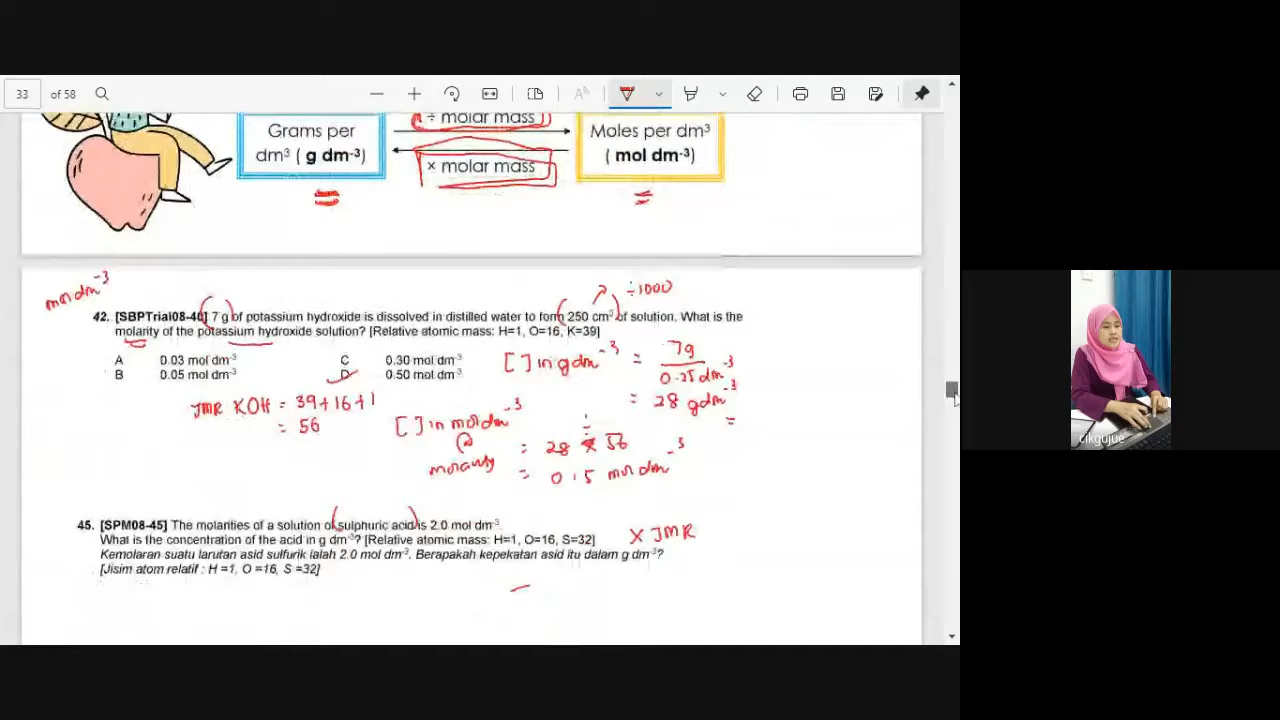 33 of 58
÷ molar mass
Grams per
dm³ ( g dm⁻³)
Moles per dm³
( mol dm⁻³)
× molar mass
mol dm⁻³
÷1000
42. [SBPTrial08-40] 7 g of potassium hydroxide is dissolved in distilled water to form 250 cm³ of solution. What is the
molarity of the potassium hydroxide solution? [Relative atomic mass: H=1, O=16, K=39]
A 0.03 mol dm⁻³ C 0.30 mol dm⁻³
B 0.05 mol dm⁻³ D 0.50 mol dm⁻³
[ ] in g dm⁻³ = 7g / 0.25 dm⁻³
= 28 g dm⁻³
=
JMR KOH = 39+16+1
= 56
[ ] in mol dm⁻³
@
molarity
= 28 ÷ 56
= 0.5 mol dm⁻³
45. [SPM08-45] The molarities of a solution of sulphuric acid is 2.0 mol dm⁻³.
What is the concentration of the acid in g dm⁻³? [Relative atomic mass: H=1, O=16, S=32]
× JMR
Kemolaran suatu larutan asid sulfurik ialah 2.0 mol dm⁻³. Berapakah kepekatan asid itu dalam g dm⁻³?
[Jisim atom relatif : H =1, O =16, S =32]
cikgujue